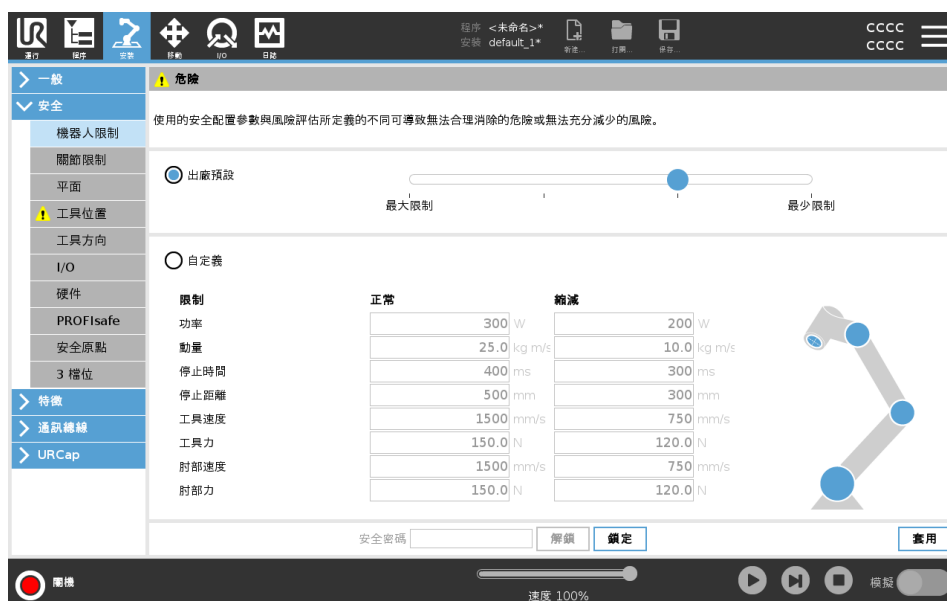 程序 <未命名>*
安裝 default_1*
新建... 打開... 保存...
CCCC
CCCC
運行 程序 安裝 移動 I/O 日誌
一般
安全
機器人限制
關節限制
平面
工具位置
工具方向
I/O
硬件
PROFIsafe
安全原點
3 檔位
特徵
通訊總線
URCap
危險
使用的安全配置參數與風險評估所定義的不同可導致無法合理消除的危險或無法充分減少的風險。
出廠預設
最大限制 最少限制
自定義
限制 正常 縮減
功率 300 W 200 W
動量 25.0 kg m/s 10.0 kg m/s
停止時間 400 ms 300 ms
停止距離 500 mm 300 mm
工具速度 1500 mm/s 750 mm/s
工具力 150.0 N 120.0 N
肘部速度 1500 mm/s 750 mm/s
肘部力 150.0 N 120.0 N
安全密碼 解鎖 鎖定 套用
關機
速度 100%
模擬